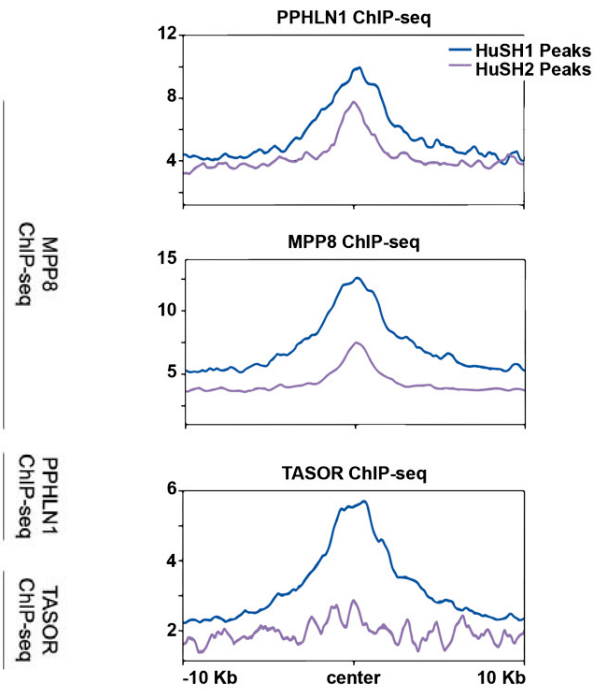 PPHLN1 ChIP-seq
12
8
4
HuSH1 Peaks
HuSH2 Peaks
MPP8
ChIP-seq
MPP8 ChIP-seq
15
10
5
PPHLN1
ChIP-seq
TASOR
ChIP-seq
TASOR ChIP-seq
6
4
2
-10 Kb center 10 Kb